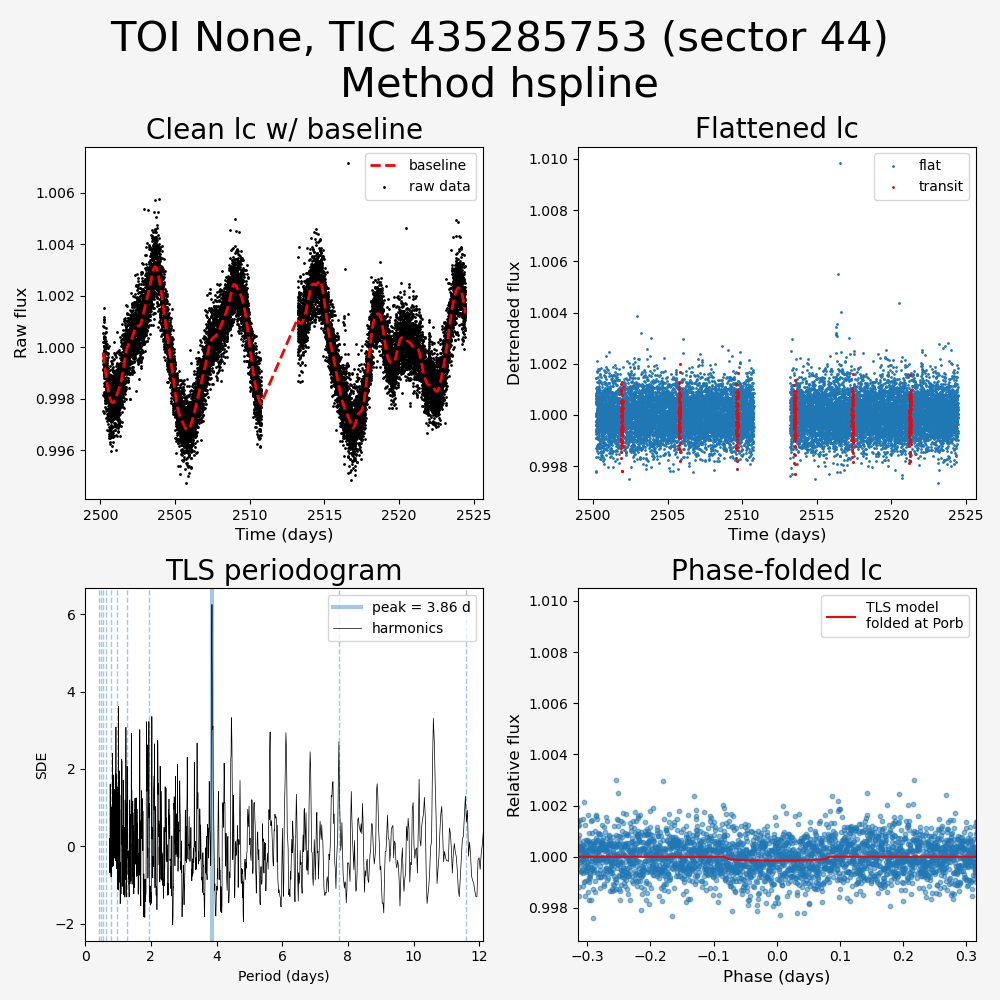 TOI None, TIC 435285753 (sector 44)
Method hspline
Clean lc w/ baseline
baseline
raw data
1.006
1.004
1.002
1.000
0.998
0.996
Raw flux
2500
2505
2510
2515
2520
2525
Time (days)
Flattened lc
flat
transit
1.010
1.008
1.006
1.004
1.002
1.000
0.998
Detrended flux
2500
2505
2510
2515
2520
2525
Time (days)
TLS periodogram
peak = 3.86 d
harmonics
6
4
2
0
−2
SDE
0
2
4
6
8
10
12
Period (days)
Phase-folded lc
TLS model
folded at Porb
1.010
1.008
1.006
1.004
1.002
1.000
0.998
Relative flux
−0.3
−0.2
−0.1
0.0
0.1
0.2
0.3
Phase (days)